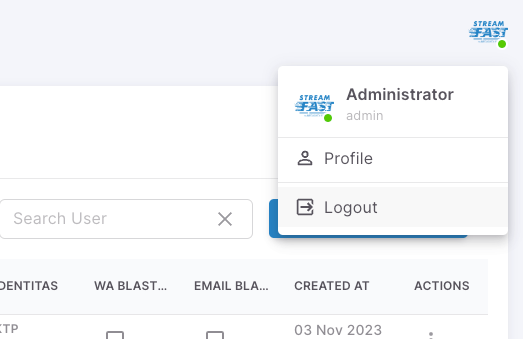 STREAM
FAST
STREAM
FAST
Administrator
admin
Profile
Search User
Logout
DENTITAS WA BLAST... EMAIL BLA... CREATED AT ACTIONS
KTP
03 Nov 2023